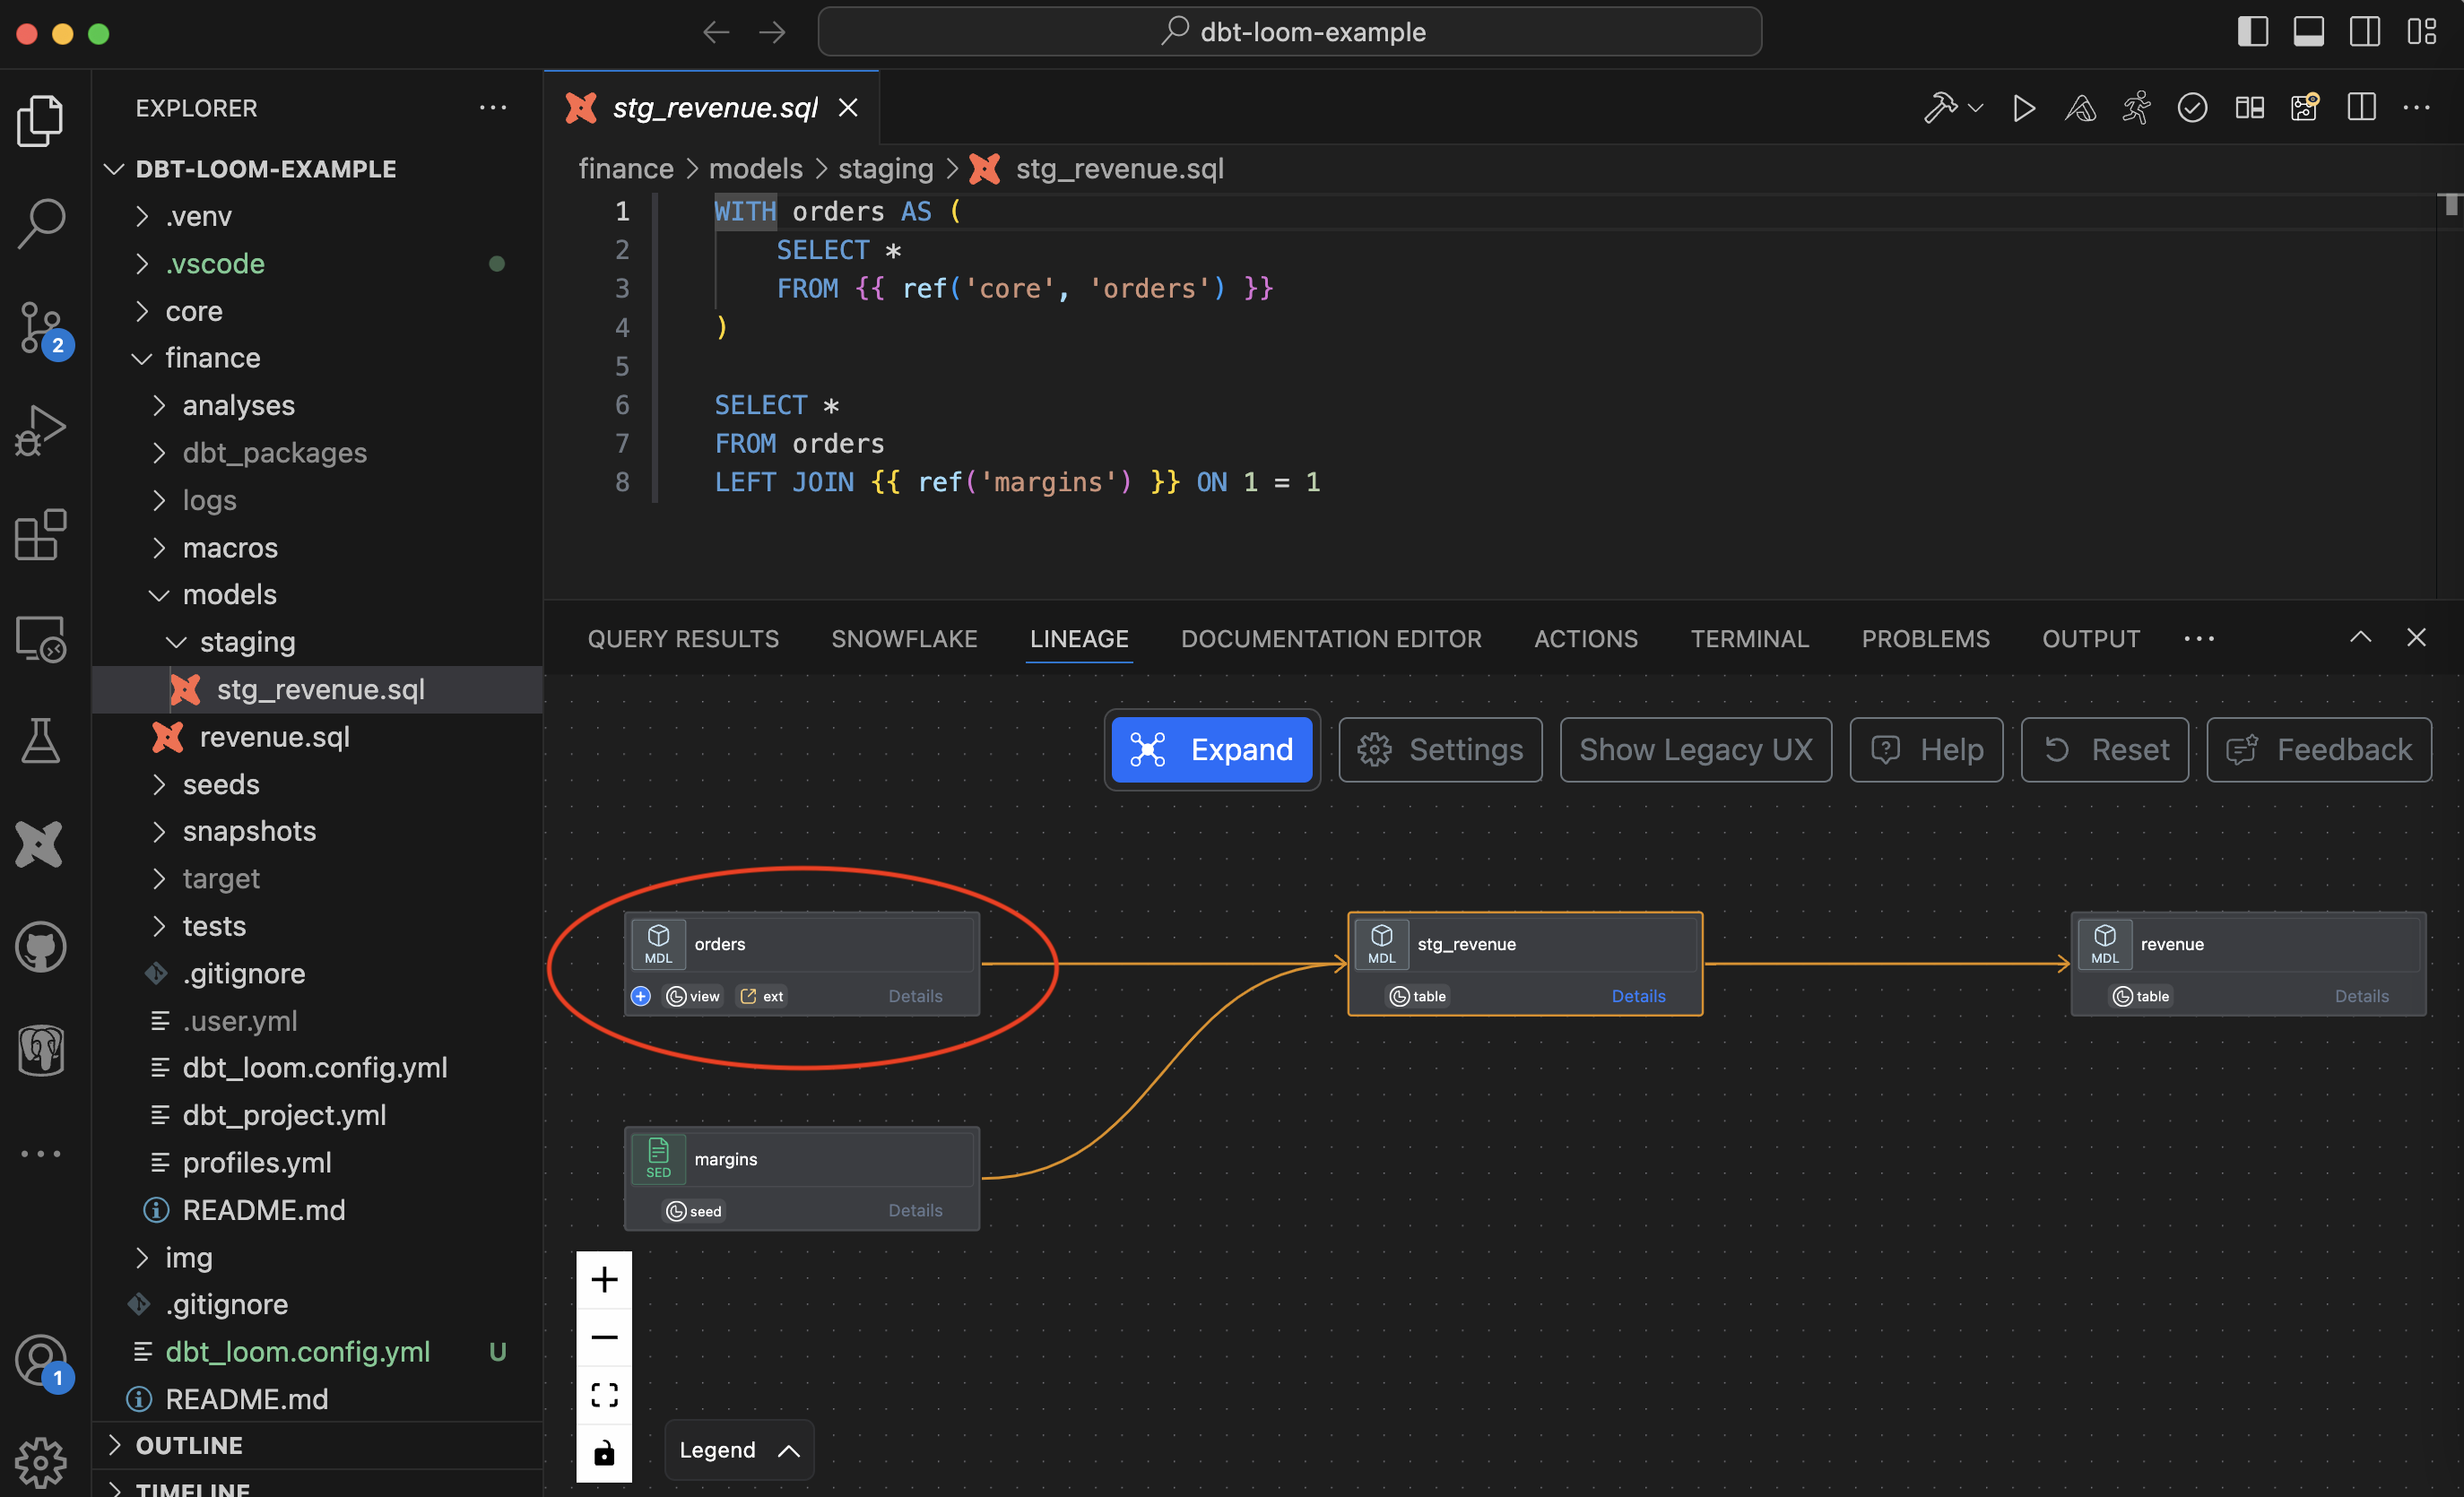 dbt-loom-example
EXPLORER
DBT-LOOM-EXAMPLE
.venv
.vscode
core
2
finance
analyses
dbt_packages
logs
macros
models
staging
stg_revenue.sql
revenue.sql
seeds
snapshots
target
tests
.gitignore
.user.yml
dbt_loom.config.yml
dbt_project.yml
profiles.yml
README.md
img
.gitignore
dbt_loom.config.yml U
1
README.md
OUTLINE
TIMELINE
stg_revenue.sql
finance > models > staging > stg_revenue.sql
1 WITH orders AS (
2 SELECT *
3 FROM {{ ref('core', 'orders') }}
4 )
5
6 SELECT *
7 FROM orders
8 LEFT JOIN {{ ref('margins') }} ON 1 = 1
QUERY RESULTS SNOWFLAKE LINEAGE DOCUMENTATION EDITOR ACTIONS TERMINAL PROBLEMS OUTPUT
Expand Settings Show Legacy UX Help Reset Feedback
MDL orders
view ext Details
MDL stg_revenue
table Details
MDL revenue
table Details
SED margins
seed Details
Legend